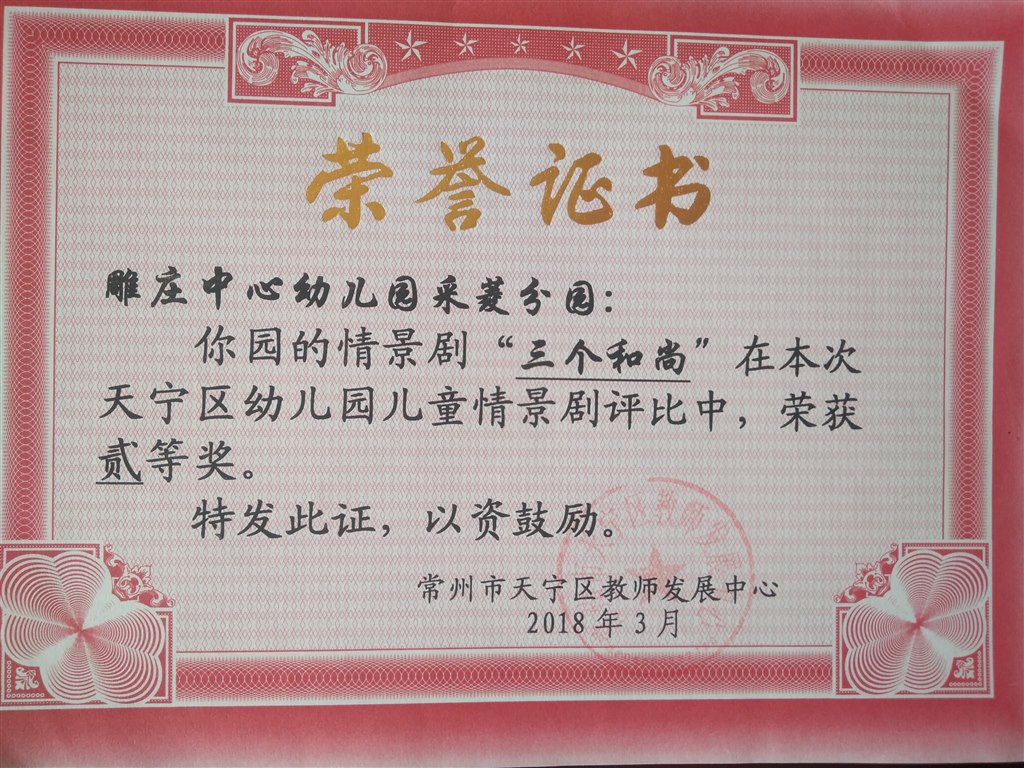 荣誉证书
雕庄中心幼儿园采菱分园：
你园的情景剧“三个和尚”在本次
天宁区幼儿园儿童情景剧评比中，荣获
贰等奖。
特发此证，以资鼓励。
常州市天宁区教师发展中心
2018年3月